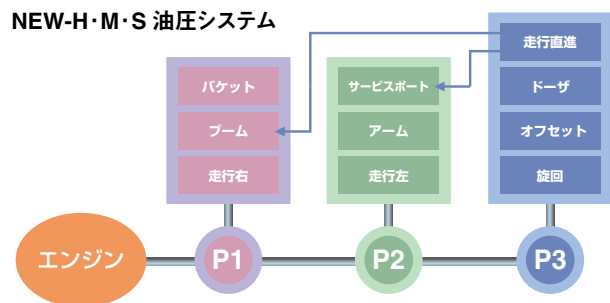 NEW-H・M・S 油圧システム
走行直進
バケット
サービスポート
ドーザ
ブーム
アーム
オフセット
走行右
走行左
旋回
エンジン
P1
P2
P3